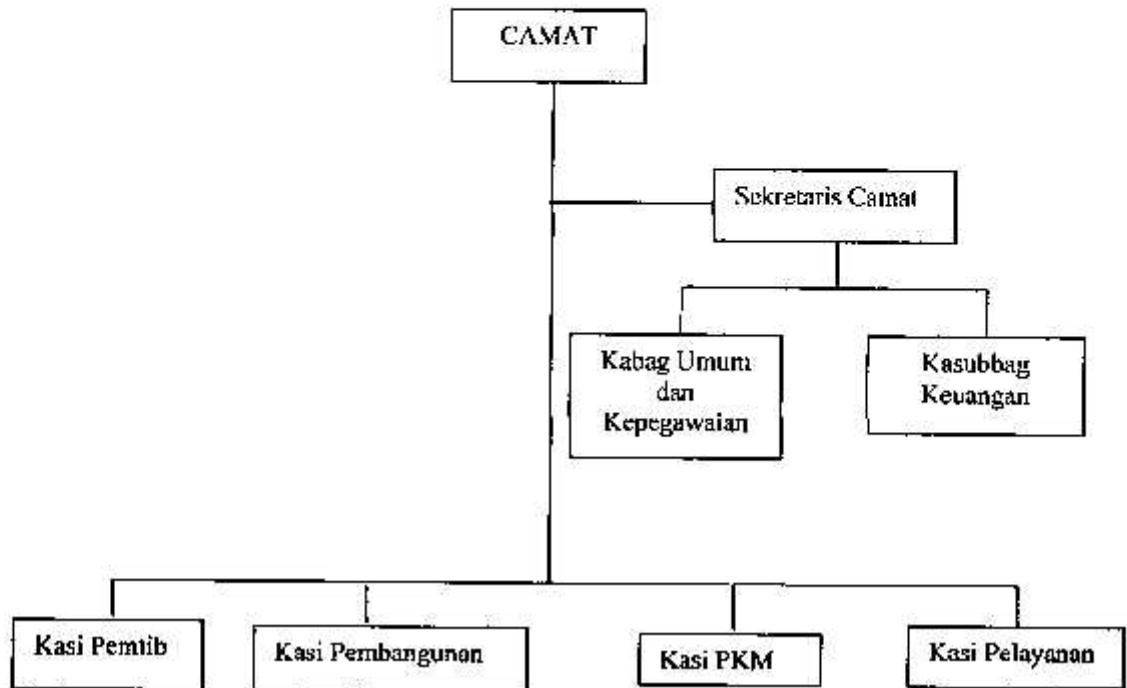 CAMAT
Sekretaris Camat
Kabag Umum
dan
Kepegawaian
Kasubbag
Keuangan
Kasi Pemtib
Kasi Pembangunan
Kasi PKM
Kasi Pelayanan